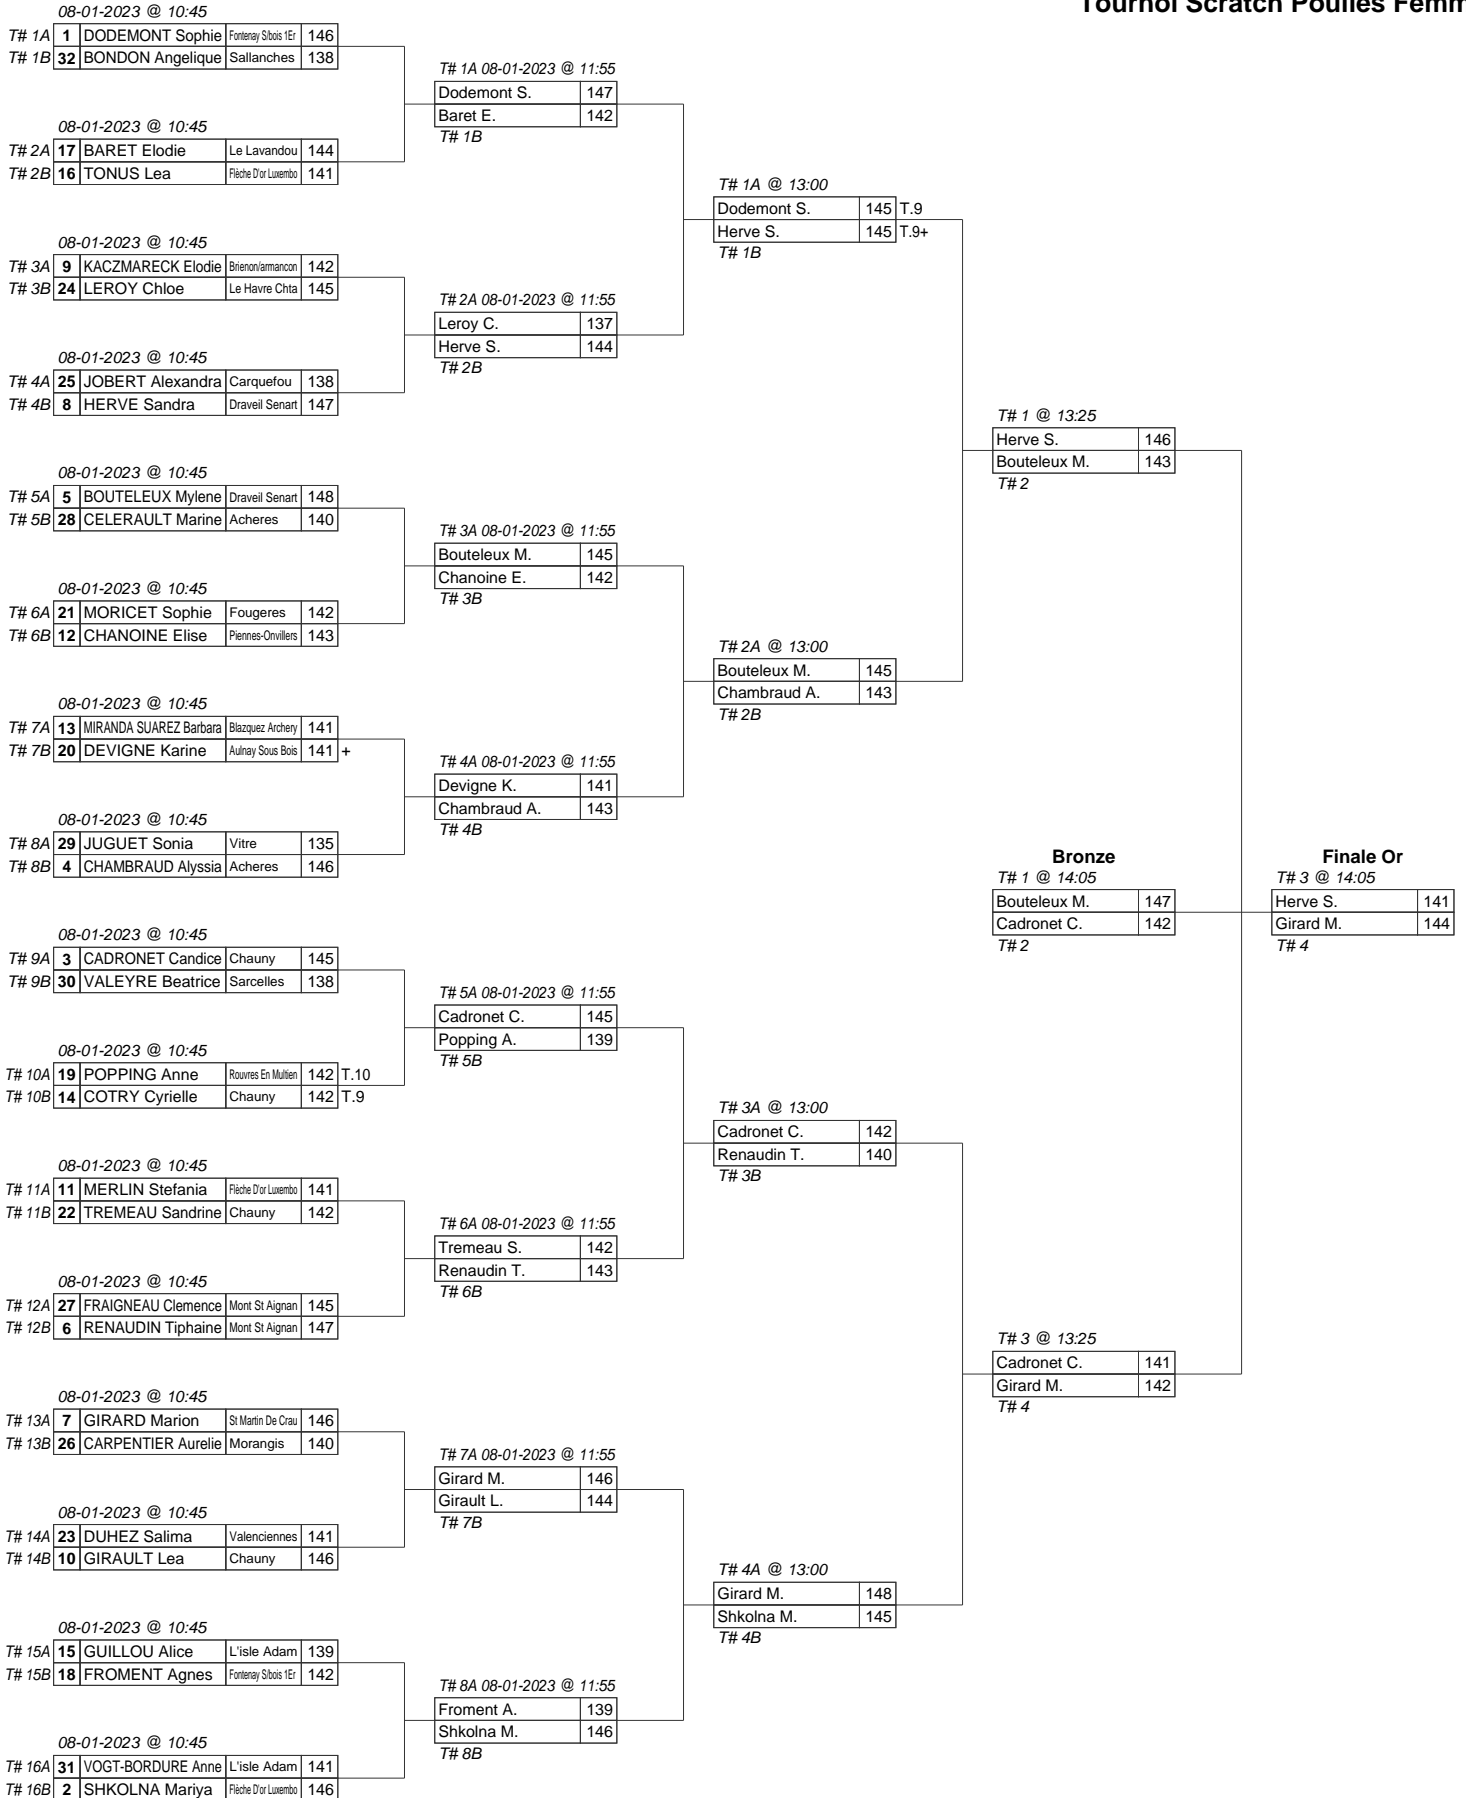 Tournoi Scratch Poulies Femm
08-01-2023 @ 10:45
T# 1A 1 DODEMONT Sophie Fontenay S/bois 1Er 146
T# 1B 32 BONDON Angelique Sallanches 138
08-01-2023 @ 10:45
T# 2A 17 BARET Elodie Le Lavandou 144
T# 2B 16 TONUS Lea Flèche D'or Luxembo 141
08-01-2023 @ 10:45
T# 3A 9 KACZMARECK Elodie Brienon/armancon 142
T# 3B 24 LEROY Chloe Le Havre Chta 145
08-01-2023 @ 10:45
T# 4A 25 JOBERT Alexandra Carquefou 138
T# 4B 8 HERVE Sandra Draveil Senart 147
08-01-2023 @ 10:45
T# 5A 5 BOUTELEUX Mylene Draveil Senart 148
T# 5B 28 CELERAULT Marine Acheres 140
08-01-2023 @ 10:45
T# 6A 21 MORICET Sophie Fougeres 142
T# 6B 12 CHANOINE Elise Piennes-Onvillers 143
08-01-2023 @ 10:45
T# 7A 13 MIRANDA SUAREZ Barbara Blazquez Archery 141
T# 7B 20 DEVIGNE Karine Aulnay Sous Bois 141 +
08-01-2023 @ 10:45
T# 8A 29 JUGUET Sonia Vitre 135
T# 8B 4 CHAMBRAUD Alyssia Acheres 146
08-01-2023 @ 10:45
T# 9A 3 CADRONET Candice Chauny 145
T# 9B 30 VALEYRE Beatrice Sarcelles 138
08-01-2023 @ 10:45
T# 10A 19 POPPING Anne Rouvres En Multien 142 T.10
T# 10B 14 COTRY Cyrielle Chauny 142 T.9
08-01-2023 @ 10:45
T# 11A 11 MERLIN Stefania Flèche D'or Luxembo 141
T# 11B 22 TREMEAU Sandrine Chauny 142
08-01-2023 @ 10:45
T# 12A 27 FRAIGNEAU Clemence Mont St Aignan 145
T# 12B 6 RENAUDIN Tiphaine Mont St Aignan 147
08-01-2023 @ 10:45
T# 13A 7 GIRARD Marion St Martin De Crau 146
T# 13B 26 CARPENTIER Aurelie Morangis 140
08-01-2023 @ 10:45
T# 14A 23 DUHEZ Salima Valenciennes 141
T# 14B 10 GIRAULT Lea Chauny 146
08-01-2023 @ 10:45
T# 15A 15 GUILLOU Alice L'isle Adam 139
T# 15B 18 FROMENT Agnes Fontenay S/bois 1Er 142
08-01-2023 @ 10:45
T# 16A 31 VOGT-BORDURE Anne L'isle Adam 141
T# 16B 2 SHKOLNA Mariya Flèche D'or Luxembo 146
T# 1A 08-01-2023 @ 11:55
Dodemont S. 147
Baret E. 142
T# 1B
T# 2A 08-01-2023 @ 11:55
Leroy C. 137
Herve S. 144
T# 2B
T# 3A 08-01-2023 @ 11:55
Bouteleux M. 145
Chanoine E. 142
T# 3B
T# 4A 08-01-2023 @ 11:55
Devigne K. 141
Chambraud A. 143
T# 4B
T# 5A 08-01-2023 @ 11:55
Cadronet C. 145
Popping A. 139
T# 5B
T# 6A 08-01-2023 @ 11:55
Tremeau S. 142
Renaudin T. 143
T# 6B
T# 7A 08-01-2023 @ 11:55
Girard M. 146
Girault L. 144
T# 7B
T# 8A 08-01-2023 @ 11:55
Froment A. 139
Shkolna M. 146
T# 8B
T# 1A @ 13:00
Dodemont S. 145 T.9
Herve S. 145 T.9+
T# 1B
T# 2A @ 13:00
Bouteleux M. 145
Chambraud A. 143
T# 2B
T# 3A @ 13:00
Cadronet C. 142
Renaudin T. 140
T# 3B
T# 4A @ 13:00
Girard M. 148
Shkolna M. 145
T# 4B
T# 1 @ 13:25
Herve S. 146
Bouteleux M. 143
T# 2
T# 3 @ 13:25
Cadronet C. 141
Girard M. 142
T# 4
Bronze
T# 1 @ 14:05
Bouteleux M. 147
Cadronet C. 142
T# 2
Finale Or
T# 3 @ 14:05
Herve S. 141
Girard M. 144
T# 4